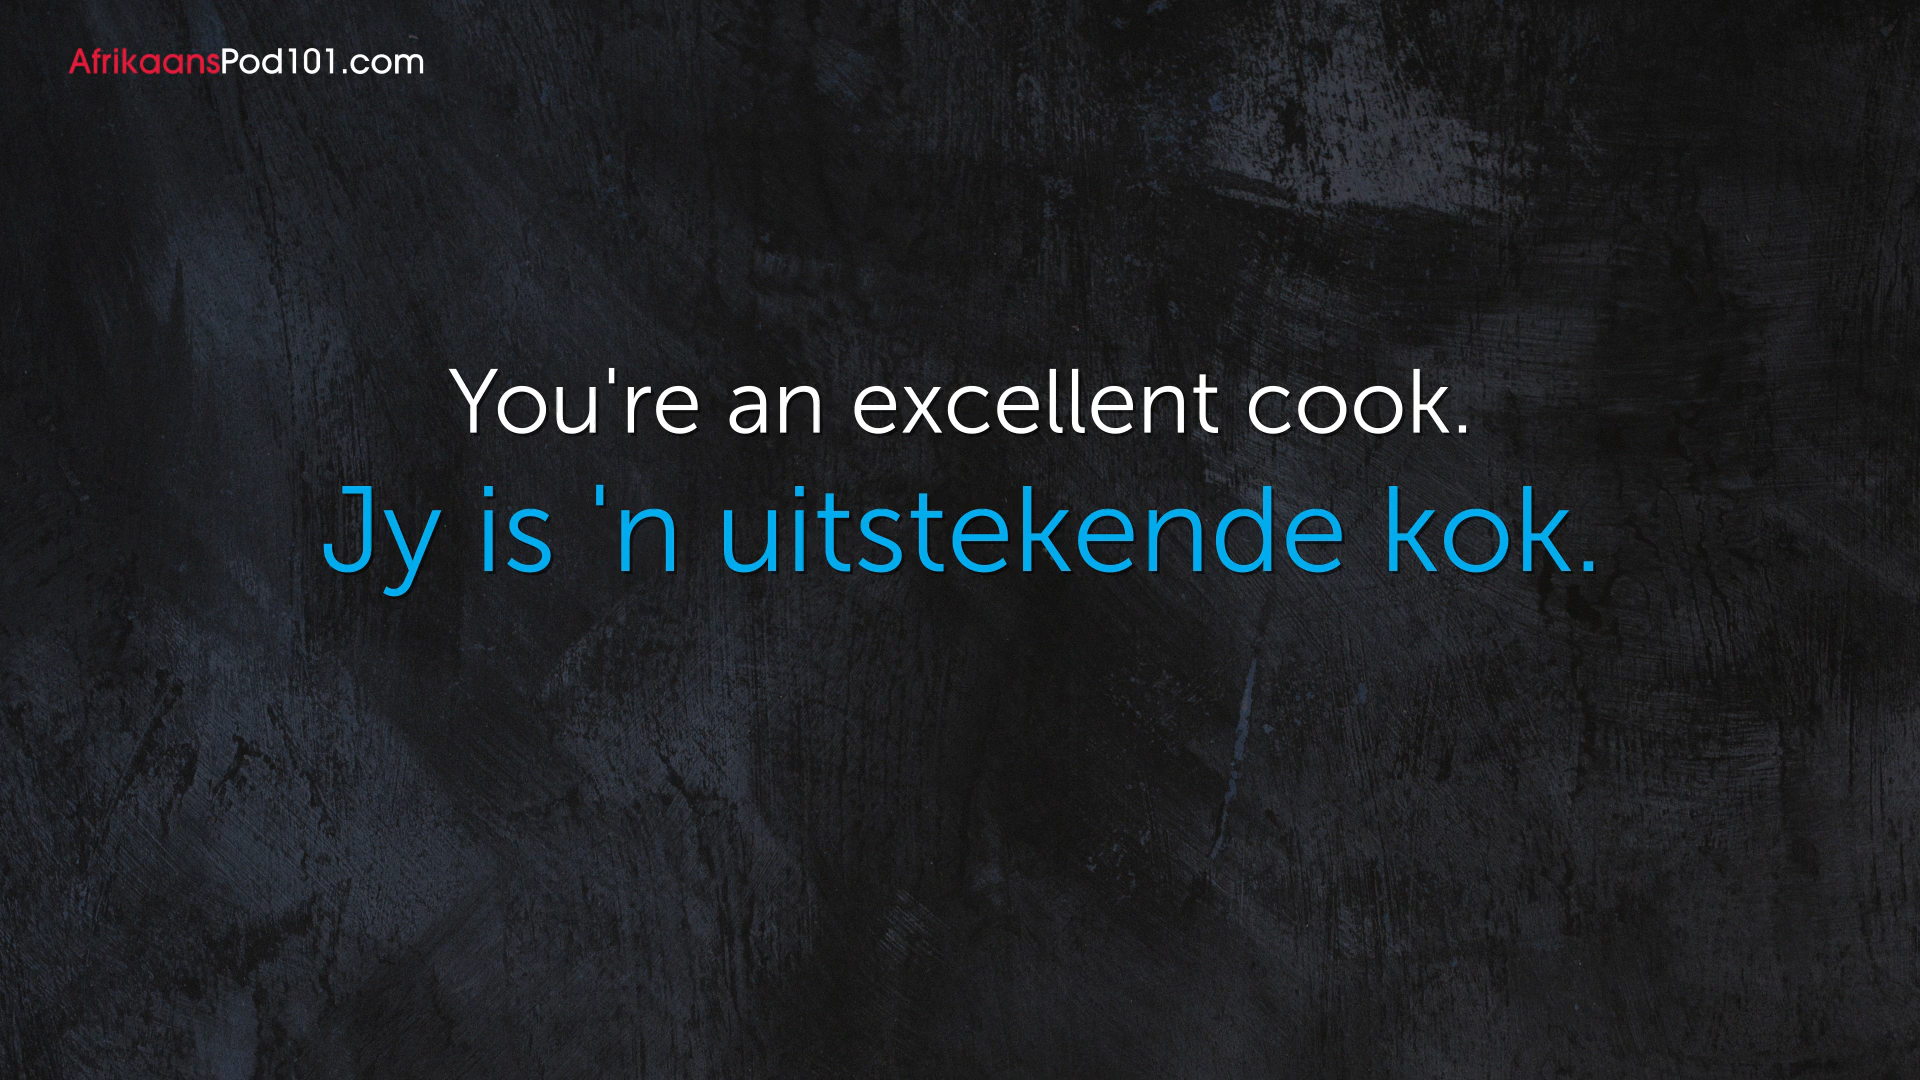 AfrikaansPod101.com
You're an excellent cook.
Jy is 'n uitstekende kok.